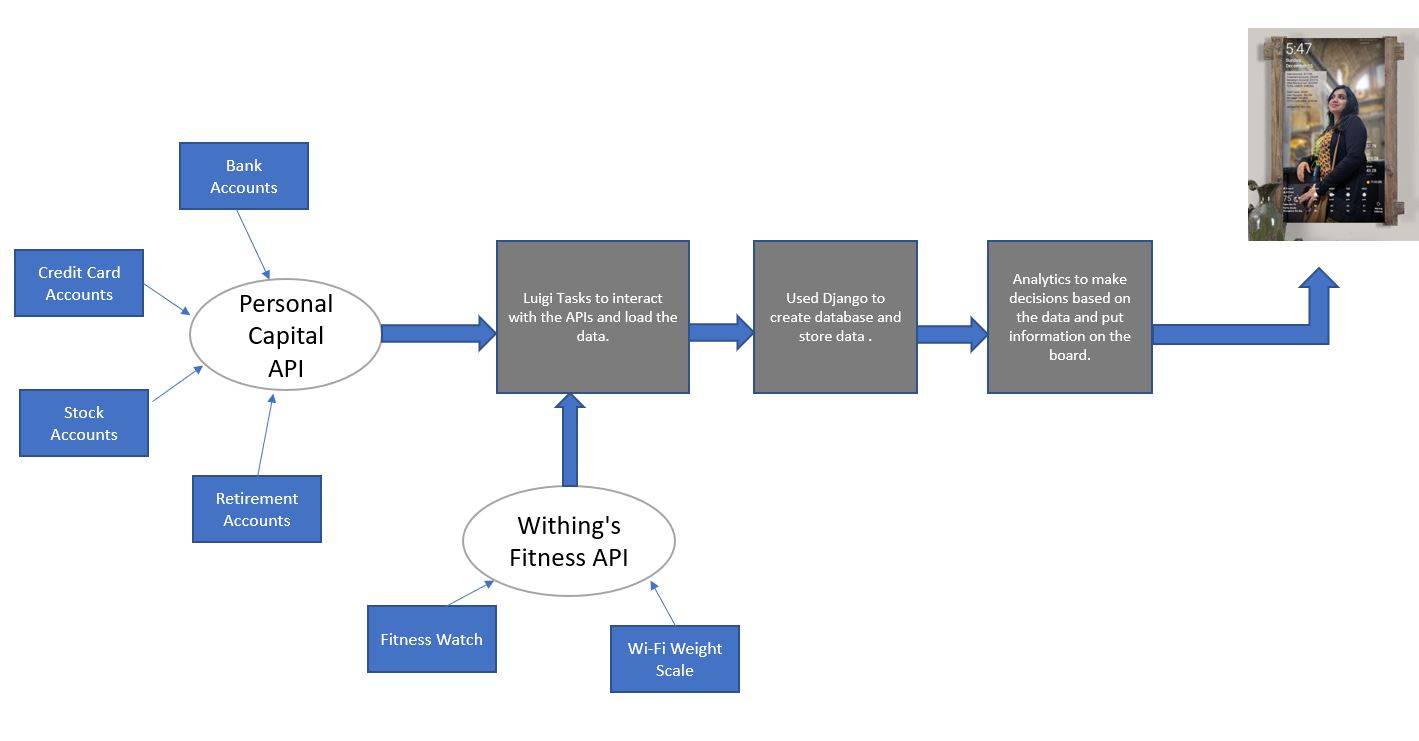 5:47
Sunday
December 15
Bank
Accounts
Credit Card
Accounts
Personal
Capital
API
Stock
Accounts
Retirement
Accounts
Luigi Tasks to interact
with the APIs and load the
data.
Used Django to
create database and
store data .
Analytics to make
decisions based on
the data and put
information on the
board.
Withing's
Fitness API
Fitness Watch
Wi-Fi Weight
Scale
75°